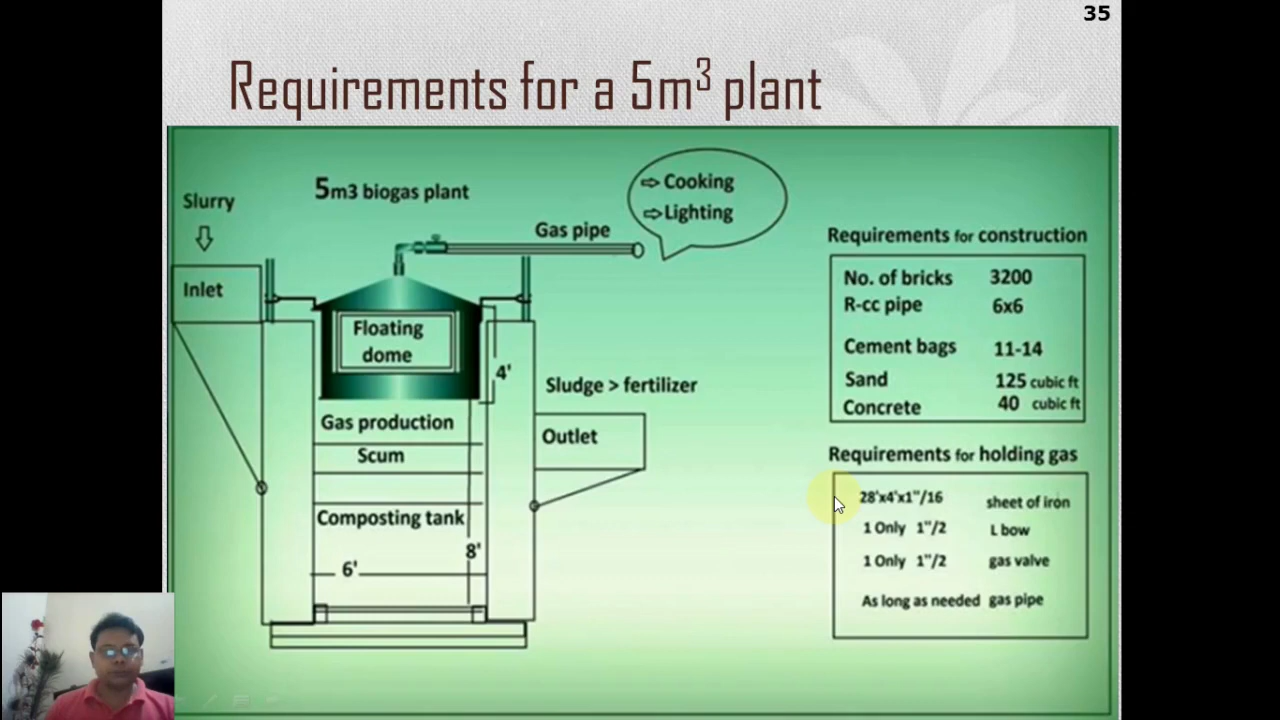 35
Requirements for a 5m³ plant
5m3 biogas plant
Slurry
Inlet
Gas pipe
⇨ Cooking
⇨ Lighting
Floating
dome
4'
Gas production
Scum
Composting tank
8'
6'
Sludge > fertilizer
Outlet
Requirements for construction
No. of bricks 3200
R-cc pipe 6x6
Cement bags 11-14
Sand 125 cubic ft
Concrete 40 cubic ft
Requirements for holding gas
28'x4'x1"/16 sheet of iron
1 Only 1"/2 L bow
1 Only 1"/2 gas valve
As long as needed gas pipe